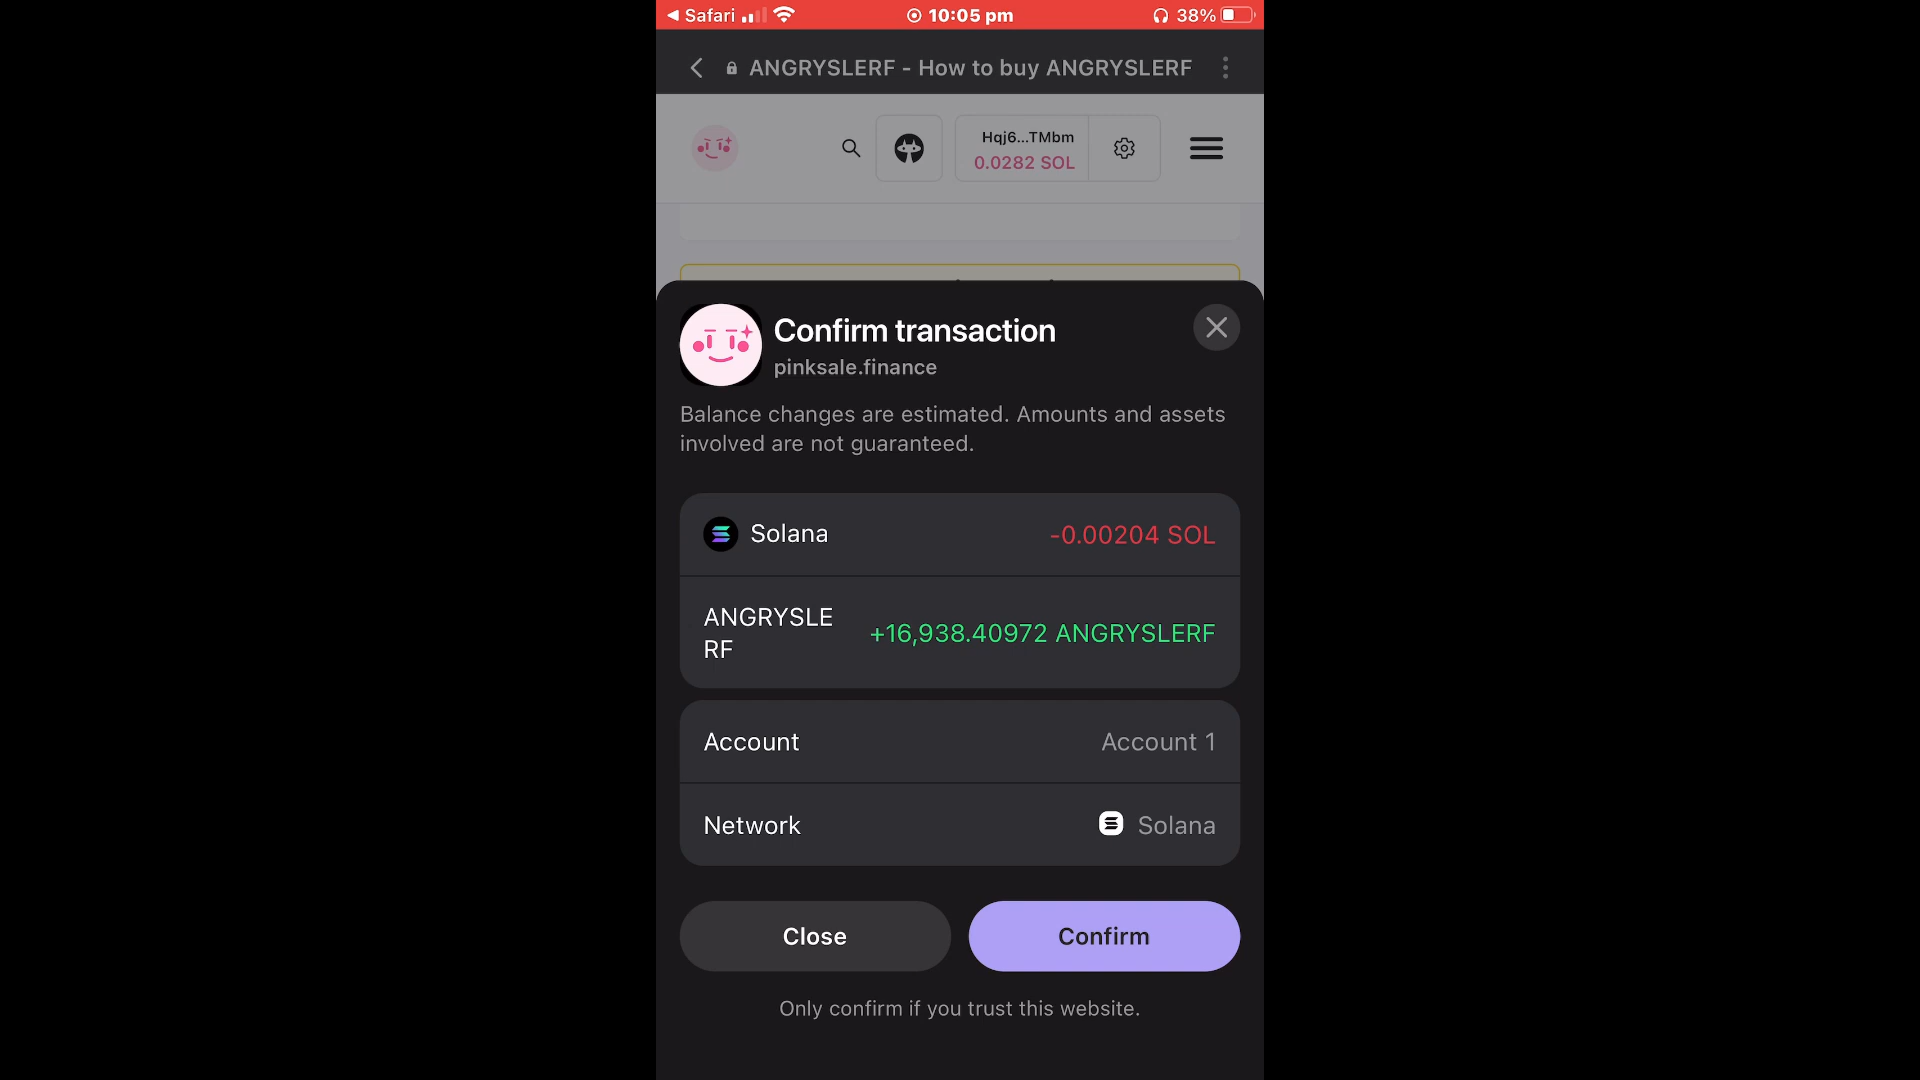 Safari
10:05 pm
38%
ANGRYSLERF - How to buy ANGRYSLERF
Hqj6...TMbm
0.0282 SOL
Confirm transaction
pinksale.finance
Balance changes are estimated. Amounts and assets
involved are not guaranteed.
Solana
-0.00204 SOL
ANGRYSLE
RF
+16,938.40972 ANGRYSLERF
Account
Account 1
Network
Solana
Close
Confirm
Only confirm if you trust this website.